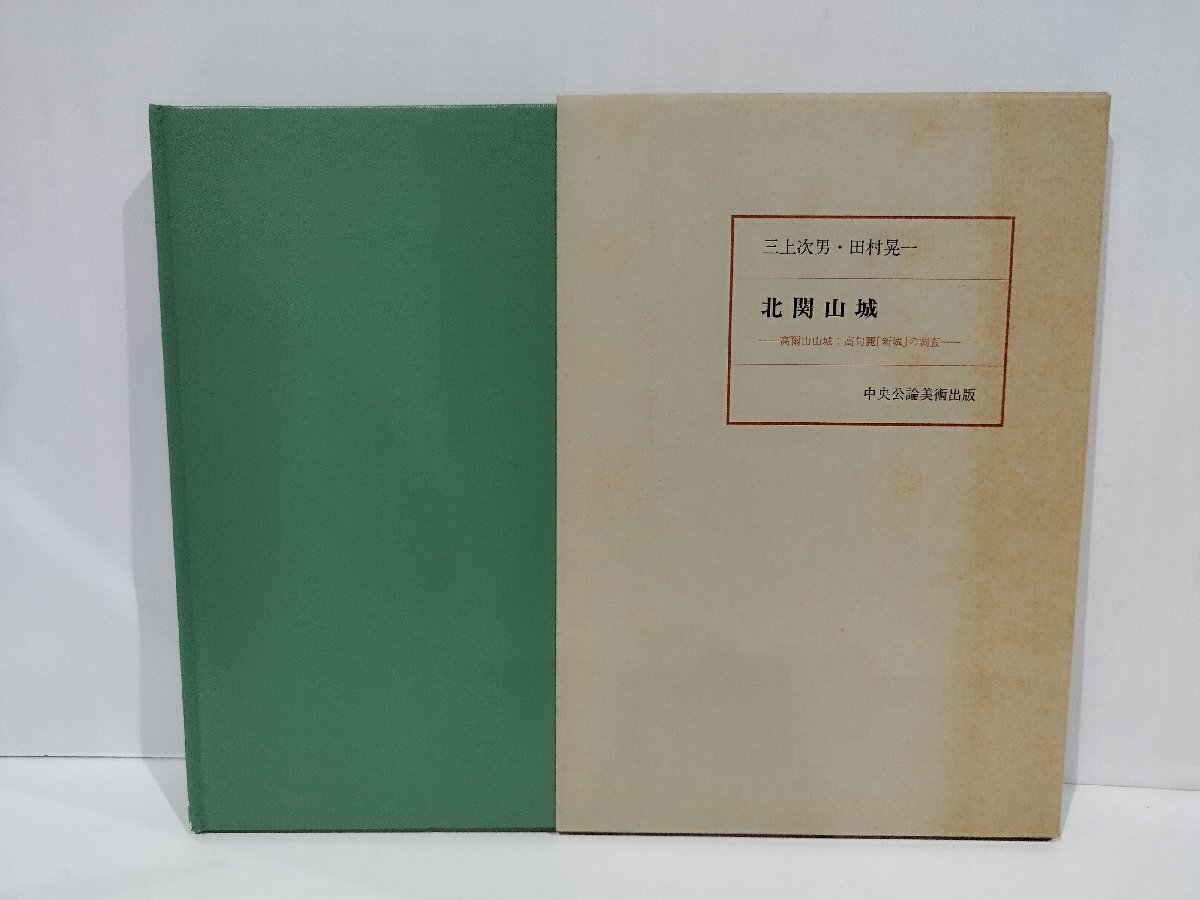 三上次男・田村晃一
北関山城
——高爾山山城：高句麗「新城」の調査——
中央公論美術出版